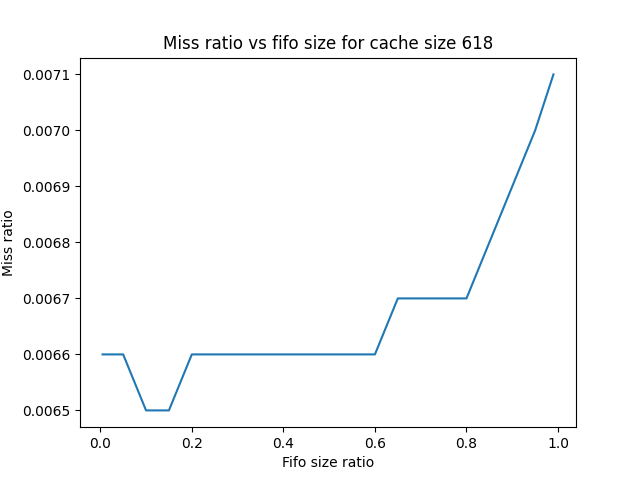 Miss ratio vs fifo size for cache size 618
0.0071
0.0070
0.0069
0.0068
0.0067
0.0066
0.0065
Miss ratio
0.0 0.2 0.4 0.6 0.8 1.0
Fifo size ratio